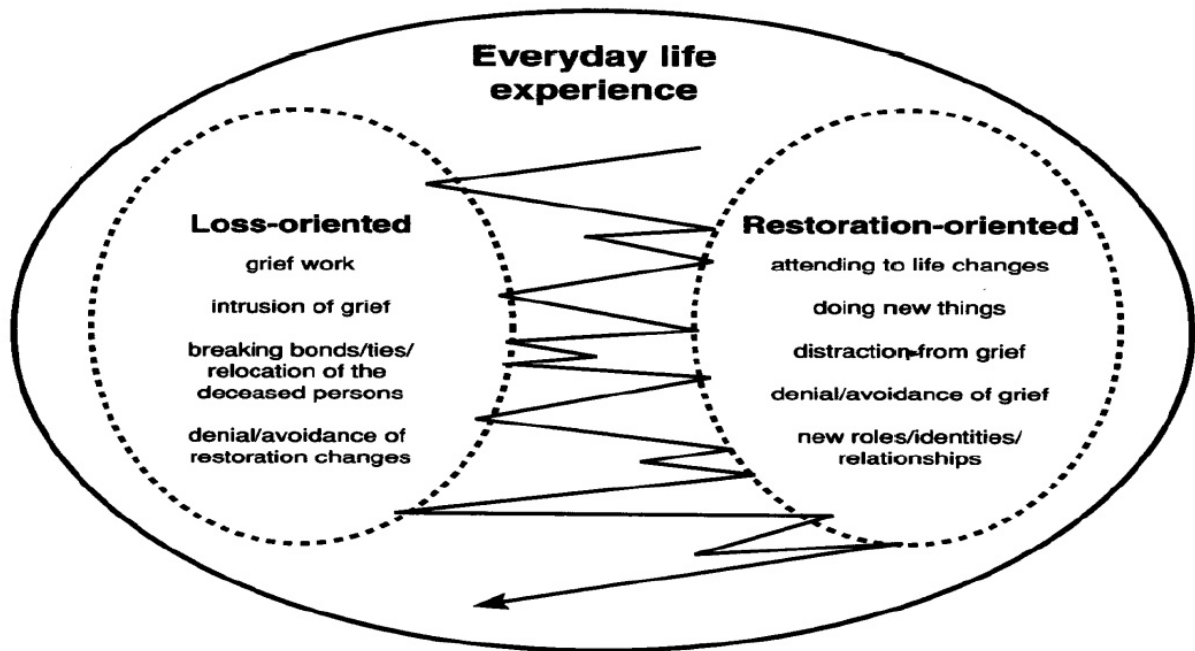 Everyday life
experience
Loss-oriented
grief work
intrusion of grief
breaking bonds/ties/
relocation of the
deceased persons
denial/avoidance of
restoration changes
Restoration-oriented
attending to life changes
doing new things
distraction from grief
denial/avoidance of grief
new roles/identities/
relationships